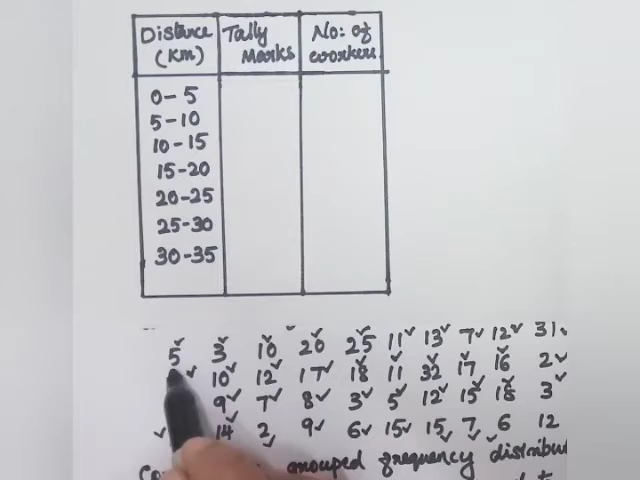 Distance Tally No: of
(Km) Marks workers
0-5
5-10
10-15
15-20
20-25
25-30
30-35
5 3 10 20 25 11 13 7 12 31
10 12 17 18 11 32 17 16 2
9 7 8 3 5 12 15 18 3
14 2 9 6 15 15 7 6 12
grouped frequency